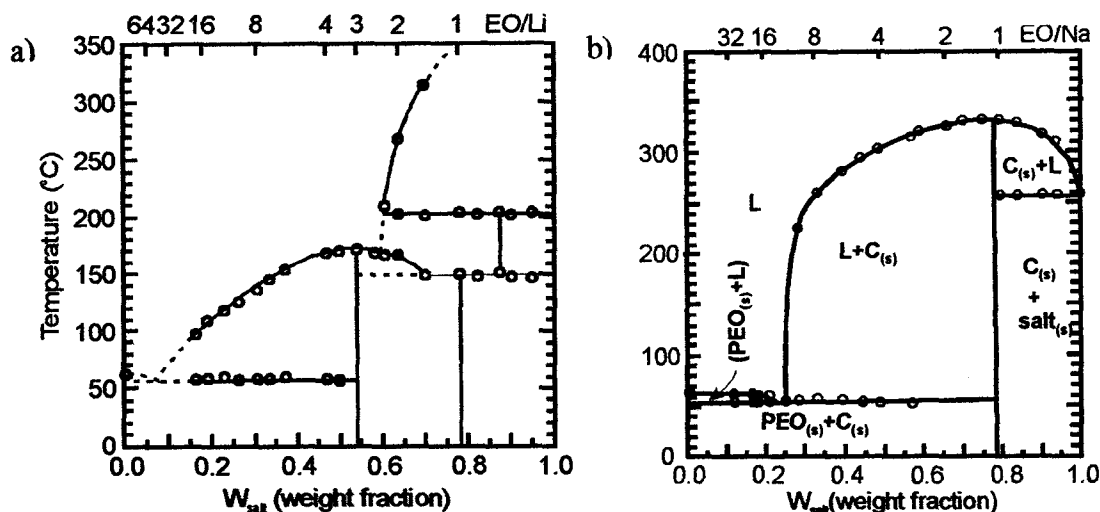 a)
643216 8 4 3 2 1 EO/Li
350
300
250
200
150
100
50
0
Temperature (°C)
0.0 0.2 0.4 0.6 0.8 1.0
W_salt (weight fraction)
b)
32 16 8 4 2 1 EO/Na
400
300
200
100
0
L
L+C(s)
C(s)+L
C(s)
+
salt(s)
(PEO(s)+L)
PEO(s)+C(s)
0.0 0.2 0.4 0.6 0.8 1.0
W_salt(weight fraction)